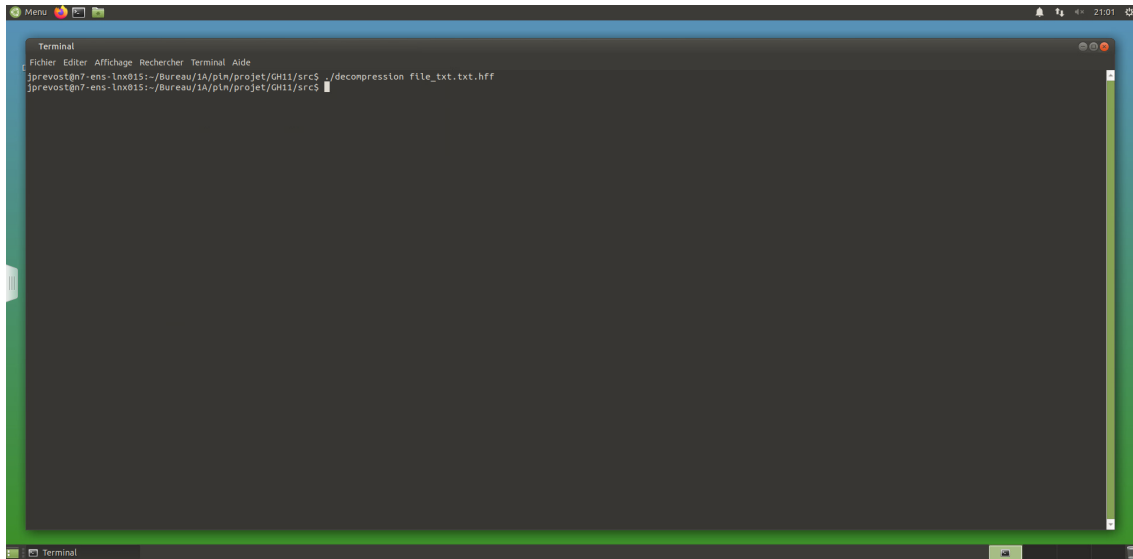 Menu 21:01
Terminal
Fichier Editer Affichage Rechercher Terminal Aide
jprevost@n7-ens-lnx015:~/Bureau/1A/pim/projet/GH11/src$ ./decompression file_txt.txt.hff
jprevost@n7-ens-lnx015:~/Bureau/1A/pim/projet/GH11/src$
Terminal